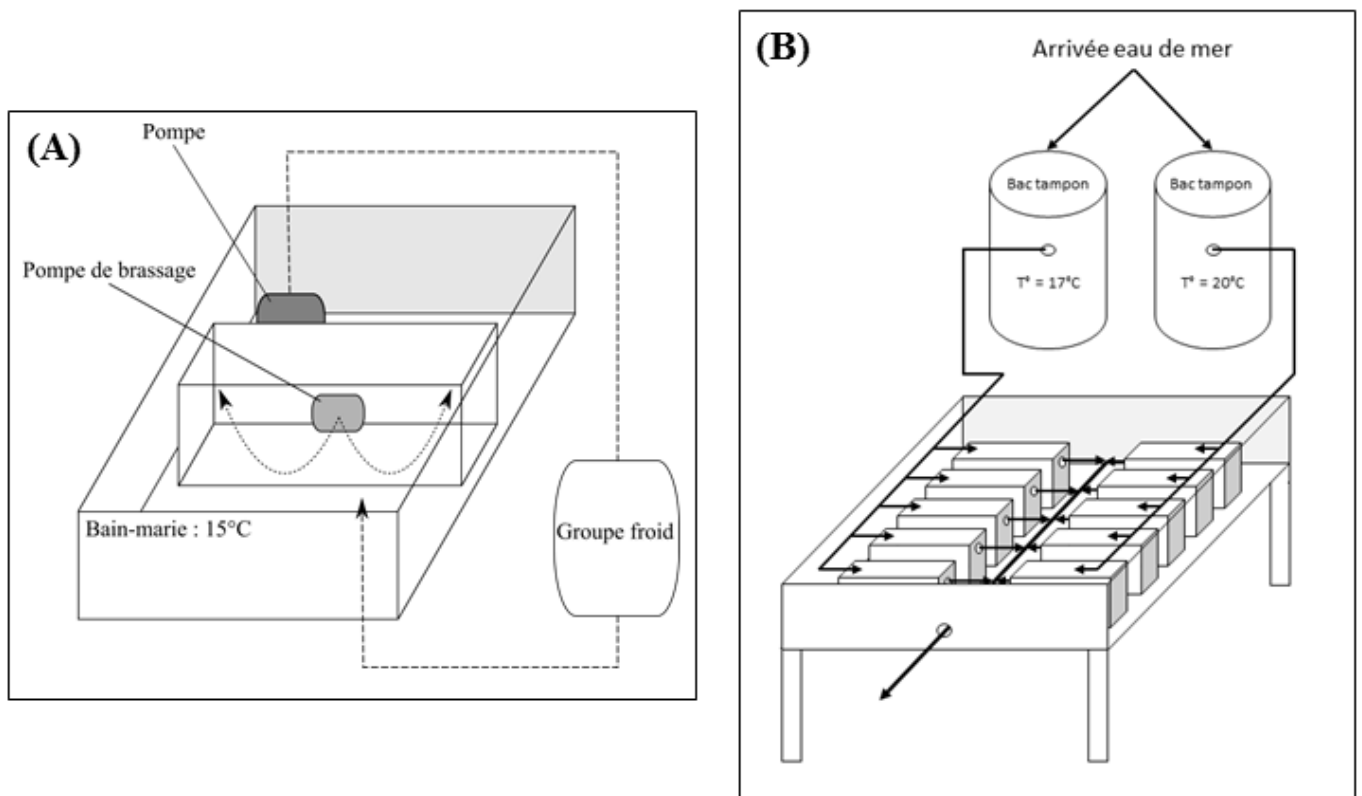 (A)
Pompe
Pompe de brassage
Bain-marie : 15°C
Groupe froid
(B)
Arrivée eau de mer
Bac tampon
T° = 17°C
Bac tampon
T° = 20°C